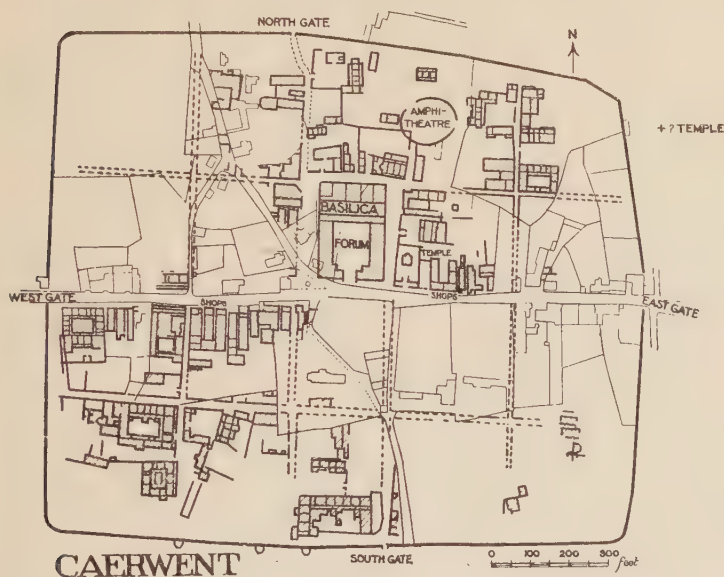 NORTH GATE
N
AMPHI-
THEATRE
+ ? TEMPLE
BASILICA
FORUM
TEMPLE
WEST GATE
SHOPS
SHOPS
EAST GATE
CAERWENT
SOUTH GATE
0 100 200 300
feet